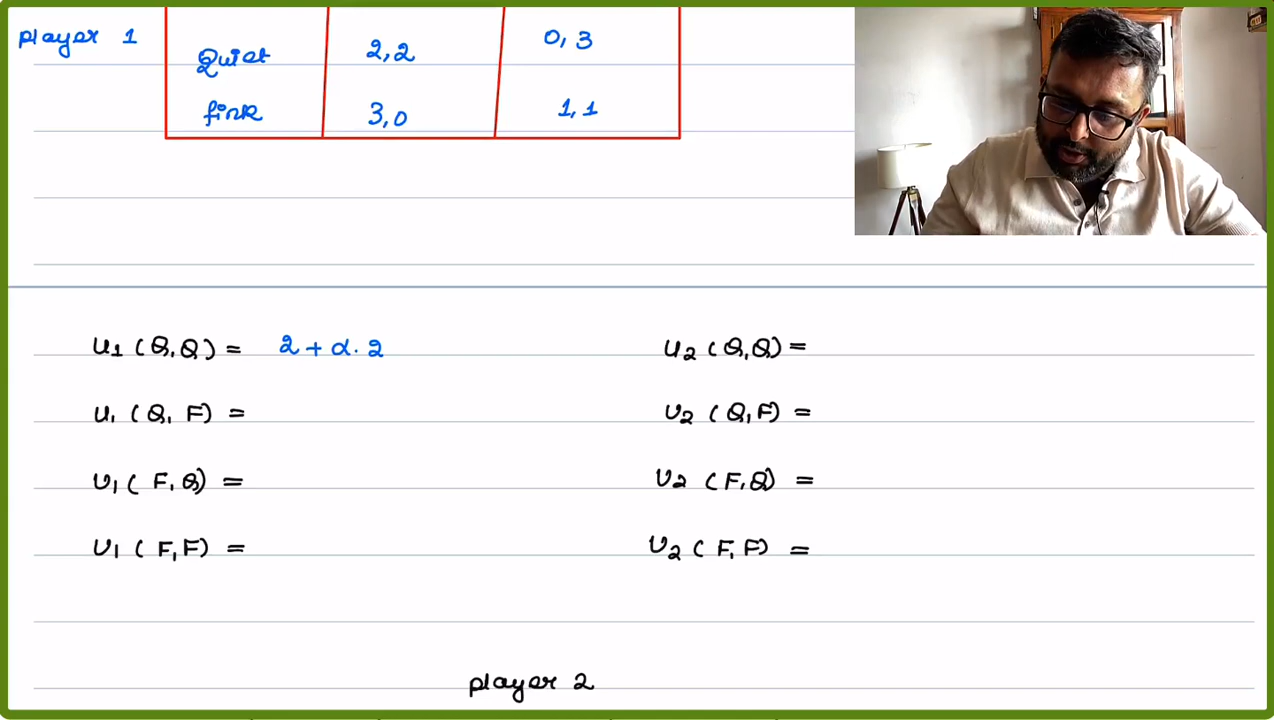 player 1
Quiet 2,2 0,3
fink 3,0 1,1
u1 (Q,Q) = 2 + α.2 u2 (Q,Q) =
u1 (Q, F) = u2 (Q,F) =
u1 (F,Q) = u2 (F,Q) =
u1 (F,F) = u2 (F,F) =
player 2